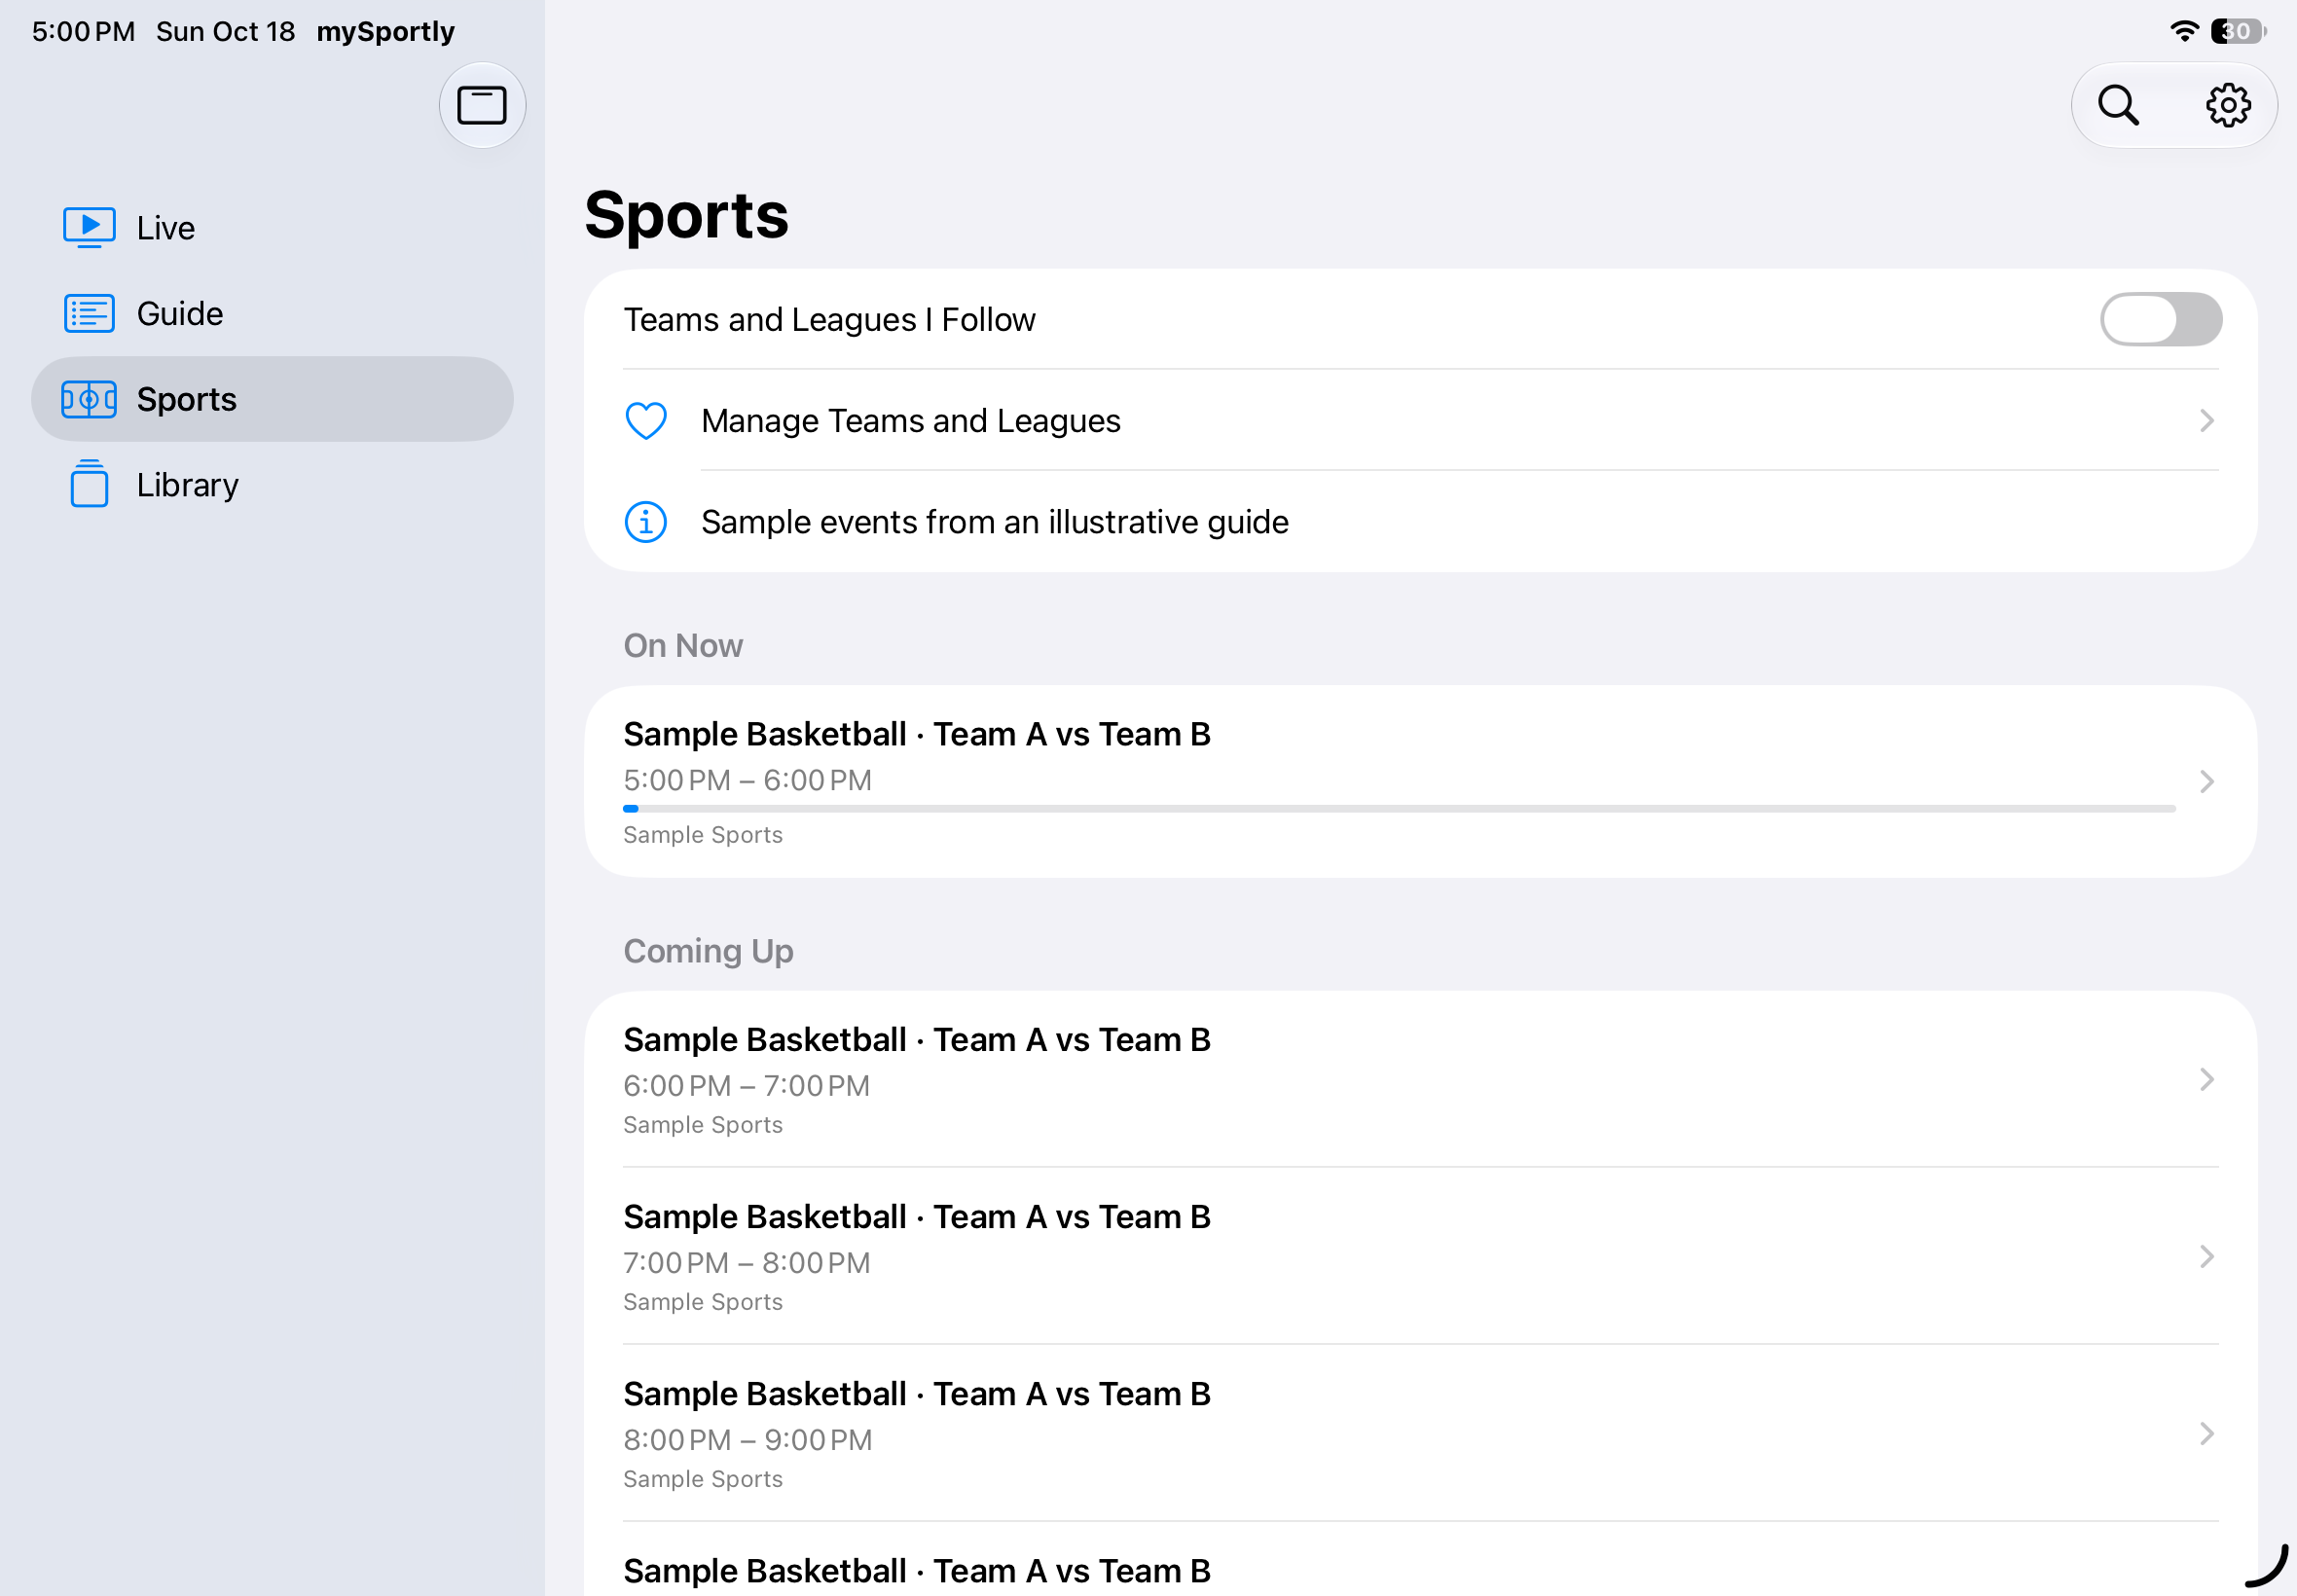 5:00 PM Sun Oct 18 mySportly
30
Live
Guide
Sports
Library
Sports
Teams and Leagues I Follow
Manage Teams and Leagues
Sample events from an illustrative guide
On Now
Sample Basketball · Team A vs Team B
5:00 PM – 6:00 PM
Sample Sports
Coming Up
Sample Basketball · Team A vs Team B
6:00 PM – 7:00 PM
Sample Sports
Sample Basketball · Team A vs Team B
7:00 PM – 8:00 PM
Sample Sports
Sample Basketball · Team A vs Team B
8:00 PM – 9:00 PM
Sample Sports
Sample Basketball · Team A vs Team B